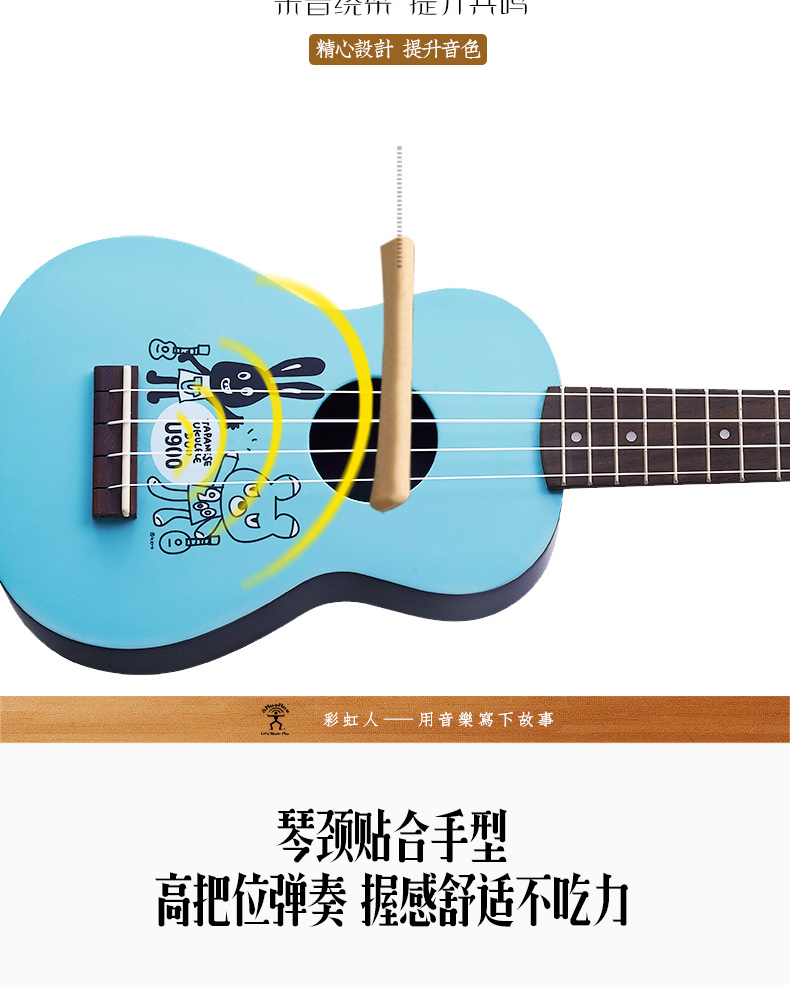 精心設計 提升音色
JAPANESE
UKULELE
DUO
U900
彩虹人——用音樂寫下故事
琴颈贴合手型
高把位弹奏 握感舒适不吃力